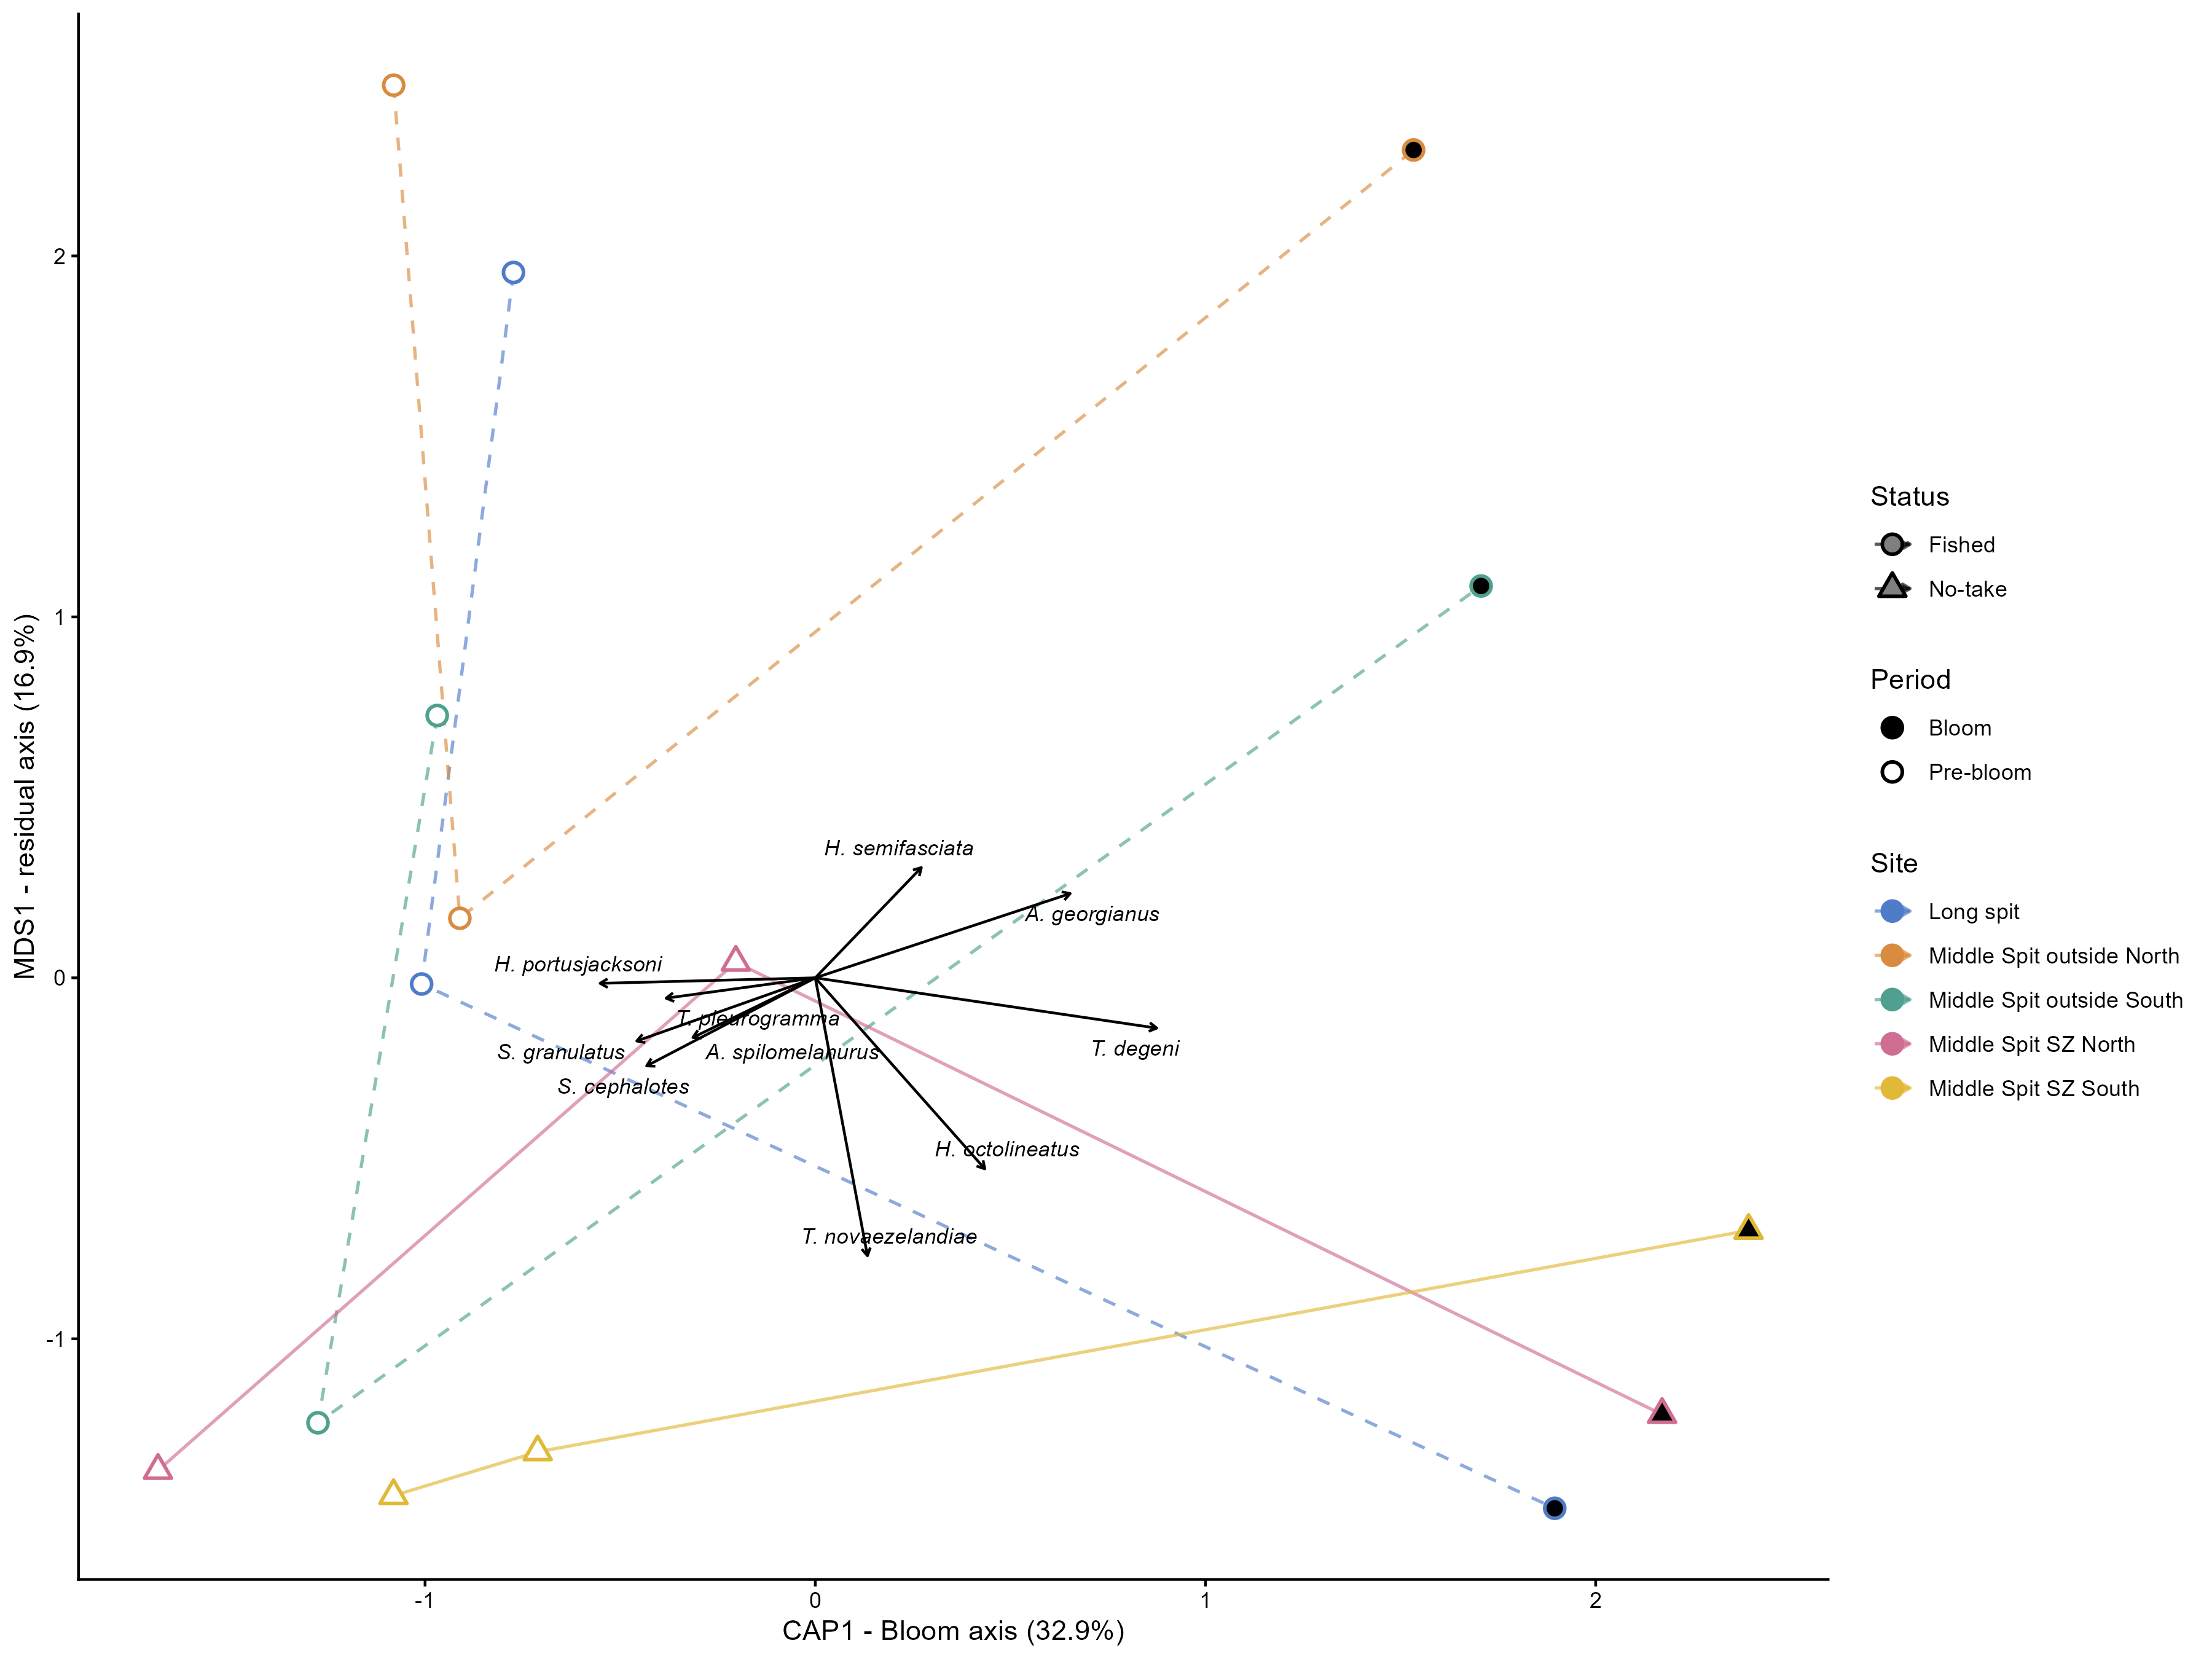 MDS1 - residual axis (16.9%)
2
1
0
-1
H. semifasciata
A. georgianus
H. portusjacksoni
T. pleurogramma
S. granulatus
A. spilomelanurus
T. degeni
S. cephalotes
H. octolineatus
T. novaezelandiae
-1
0
1
2
CAP1 - Bloom axis (32.9%)
Status
Fished
No-take
Period
Bloom
Pre-bloom
Site
Long spit
Middle Spit outside North
Middle Spit outside South
Middle Spit SZ North
Middle Spit SZ South